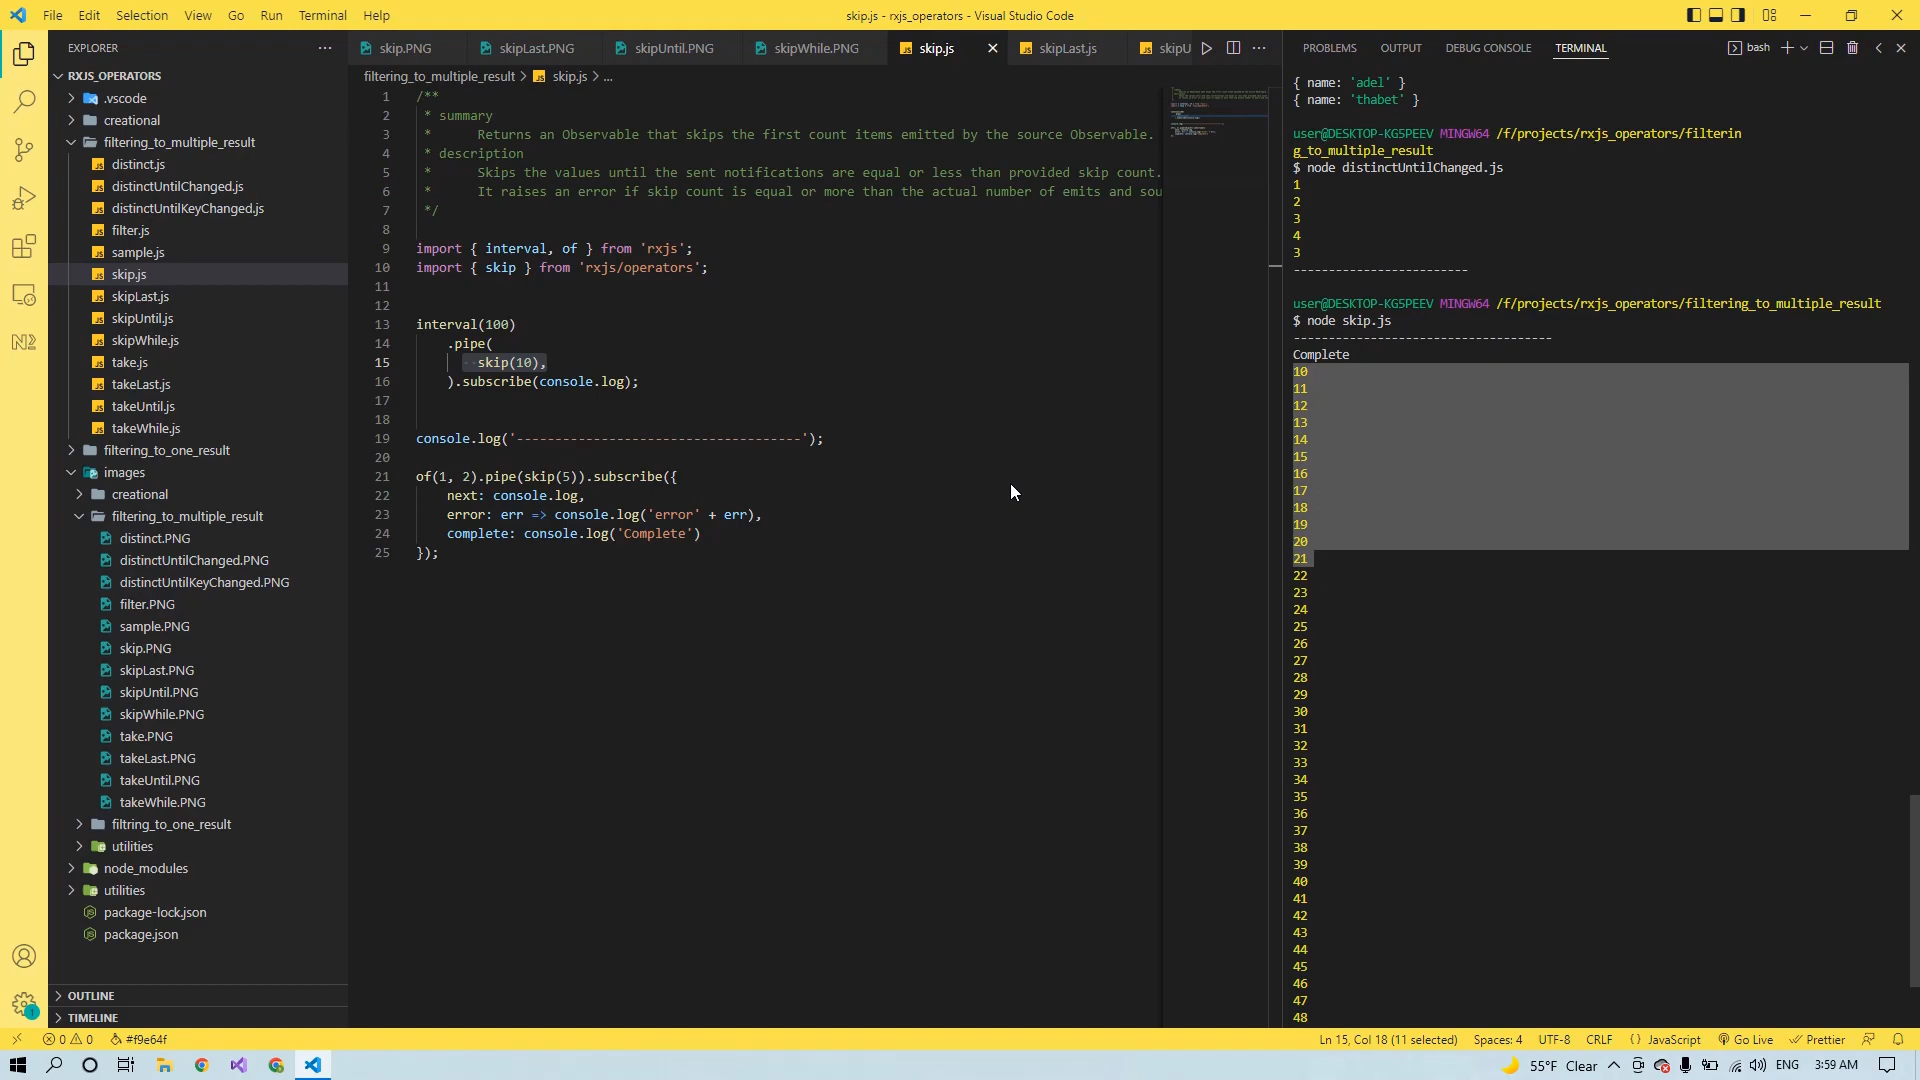 File Edit Selection View Go Run Terminal Help
skip.js - rxjs_operators - Visual Studio Code
EXPLORER
RXJS_OPERATORS
.vscode
creational
filtering_to_multiple_result
distinct.js
distinctUntilChanged.js
distinctUntilKeyChanged.js
filter.js
sample.js
skip.js
skipLast.js
skipUntil.js
skipWhile.js
take.js
takeLast.js
takeUntil.js
takeWhile.js
filtering_to_one_result
images
creational
filtering_to_multiple_result
distinct.PNG
distinctUntilChanged.PNG
distinctUntilKeyChanged.PNG
filter.PNG
sample.PNG
skip.PNG
skipLast.PNG
skipUntil.PNG
skipWhile.PNG
take.PNG
takeLast.PNG
takeUntil.PNG
takeWhile.PNG
filtring_to_one_result
utilities
node_modules
utilities
package-lock.json
package.json
OUTLINE
TIMELINE
skip.PNG skipLast.PNG skipUntil.PNG skipWhile.PNG skip.js skipLast.js skipU
filtering_to_multiple_result > skip.js > ...
1 /**
2 * summary
3 * Returns an Observable that skips the first count items emitted by the source Observable.
4 * description
5 * Skips the values until the sent notifications are equal or less than provided skip count.
6 * It raises an error if skip count is equal or more than the actual number of emits and sou
7 */
8
9 import { interval, of } from 'rxjs';
10 import { skip } from 'rxjs/operators';
11
12
13 interval(100)
14 .pipe(
15 skip(10),
16 ).subscribe(console.log);
17
18
19 console.log('-------------------------------------');
20
21 of(1, 2).pipe(skip(5)).subscribe({
22 next: console.log,
23 error: err => console.log('error' + err),
24 complete: console.log('Complete')
25 });
PROBLEMS OUTPUT DEBUG CONSOLE TERMINAL bash
{ name: 'adel' }
{ name: 'thabet' }
user@DESKTOP-KG5PEEV MINGW64 /f/projects/rxjs_operators/filterin
g_to_multiple_result
$ node distinctUntilChanged.js
1
2
3
4
3
-------------------------
user@DESKTOP-KG5PEEV MINGW64 /f/projects/rxjs_operators/filtering_to_multiple_result
$ node skip.js
-------------------------------------
Complete
10
11
12
13
14
15
16
17
18
19
20
21
22
23
24
25
26
27
28
29
30
31
32
33
34
35
36
37
38
39
40
41
42
43
44
45
46
47
48
0 0 #f9e64f
Ln 15, Col 18 (11 selected) Spaces: 4 UTF-8 CRLF { } JavaScript Go Live Prettier
1
55°F Clear ENG 3:59 AM